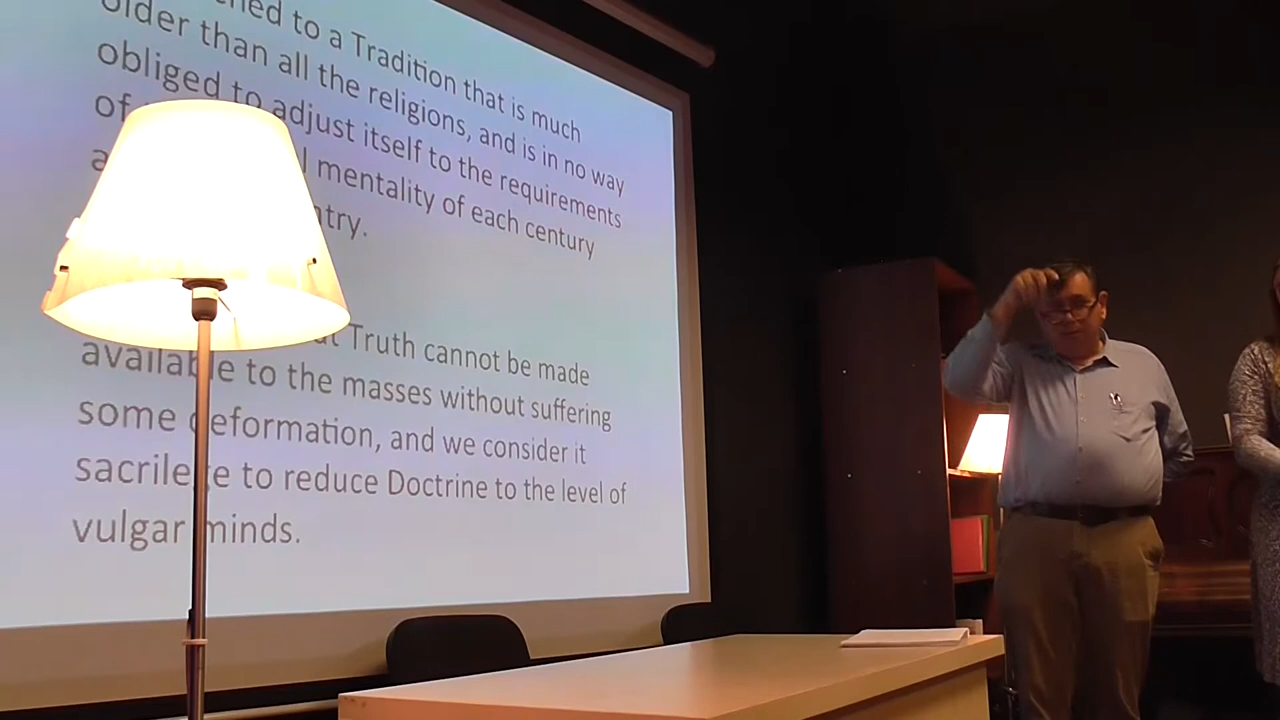 to a Tradition that is much
older than all the religions, and is in no way
obliged to adjust itself to the requirements
of
mentality of each century
Truth cannot be made
available to the masses without suffering
some deformation, and we consider it
sacrilege to reduce Doctrine to the level of
vulgar minds.